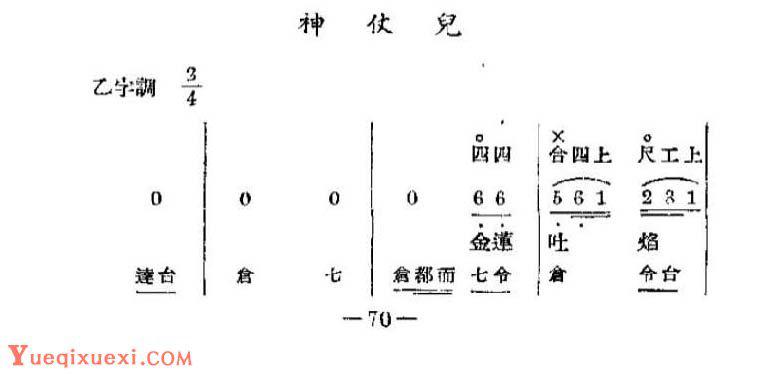 神仗兒
乙字調 2/4
四四 合四上 尺工上
0 0 0 0 6 6 5 6 1 2 3 1
金蓮 吐 焰
達台 倉 七 倉都而 七令 倉 令台
—70—
Yueqixuexi.com